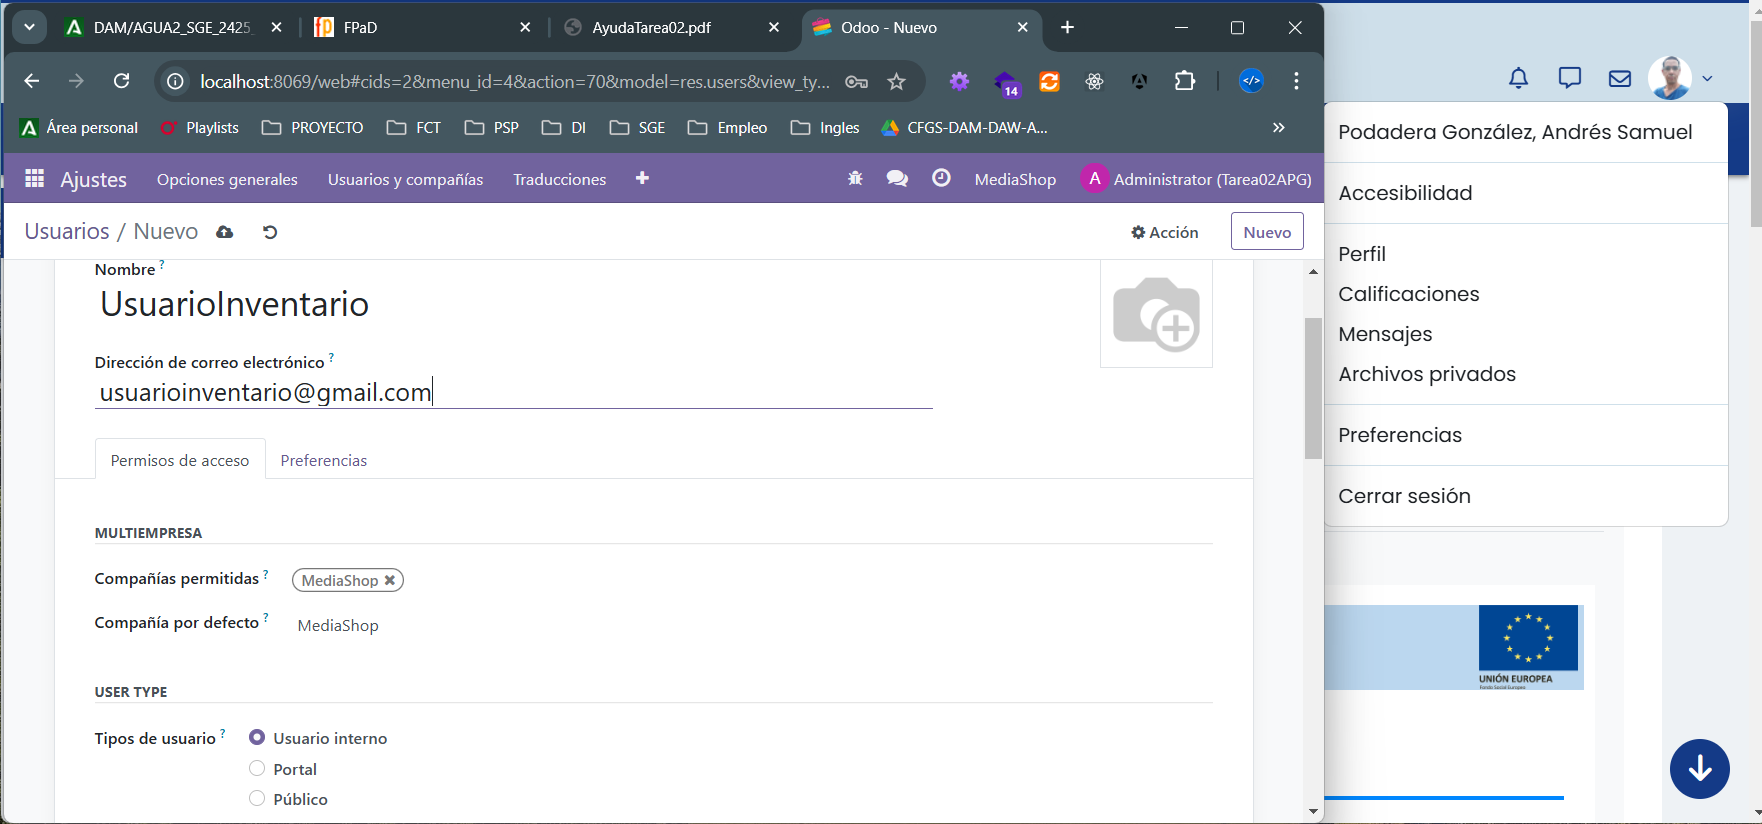 DAM/AGUA2_SGE_2425_
FPaD
AyudaTarea02.pdf
Odoo - Nuevo
localhost:8069/web#cids=2&menu_id=4&action=70&model=res.users&view_ty...
14
Área personal
Playlists
PROYECTO
FCT
PSP
DI
SGE
Empleo
Ingles
CFGS-DAM-DAW-A...
Ajustes
Opciones generales
Usuarios y compañías
Traducciones
MediaShop
A
Administrator (Tarea02APG)
Usuarios / Nuevo
Acción
Nuevo
Nombre ?
UsuarioInventario
Dirección de correo electrónico ?
usuarioinventario@gmail.com
Permisos de acceso
Preferencias
MULTIEMPRESA
Compañías permitidas ?
MediaShop
Compañía por defecto ?
MediaShop
USER TYPE
Tipos de usuario ?
Usuario interno
Portal
Público
Podadera González, Andrés Samuel
Accesibilidad
Perfil
Calificaciones
Mensajes
Archivos privados
Preferencias
Cerrar sesión
UNIÓN EUROPEA
Fondo Social Europeo